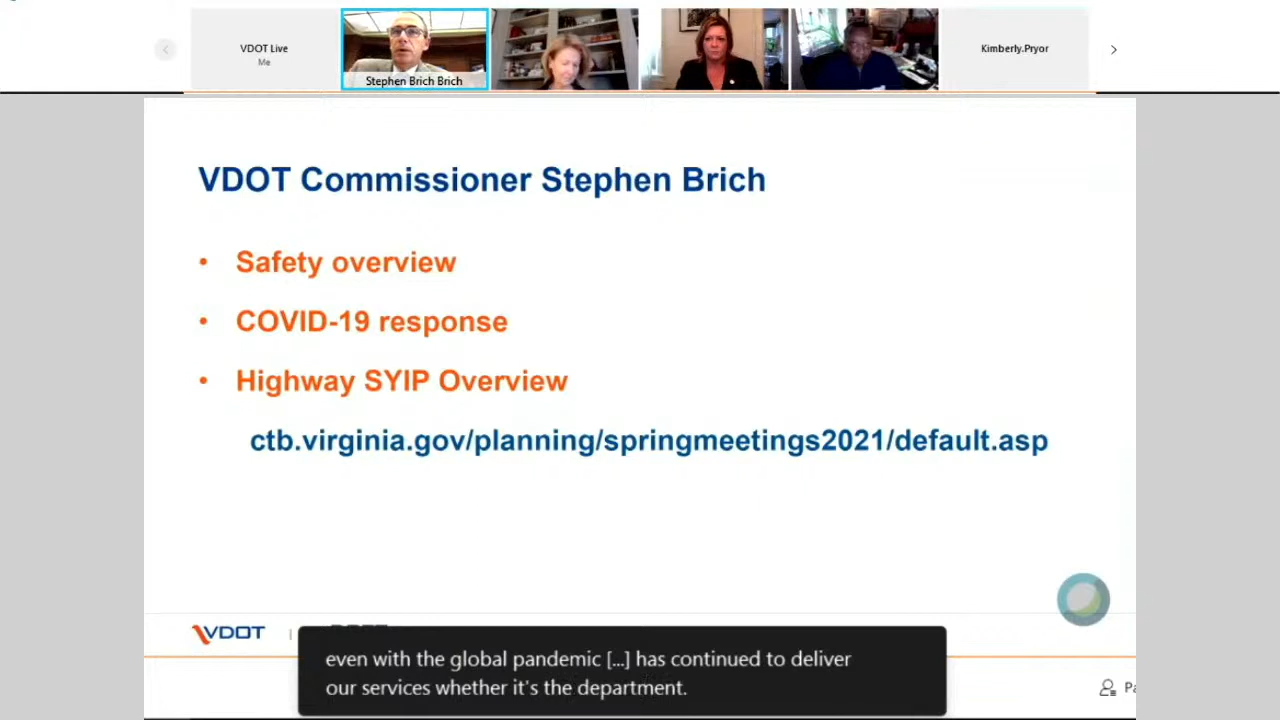 VDOT Live
Me
Stephen Brich Brich
Kimberly.Pryor
VDOT Commissioner Stephen Brich
• Safety overview
• COVID-19 response
• Highway SYIP Overview
ctb.virginia.gov/planning/springmeetings2021/default.asp
VDOT |
even with the global pandemic [...] has continued to deliver
our services whether it's the department.